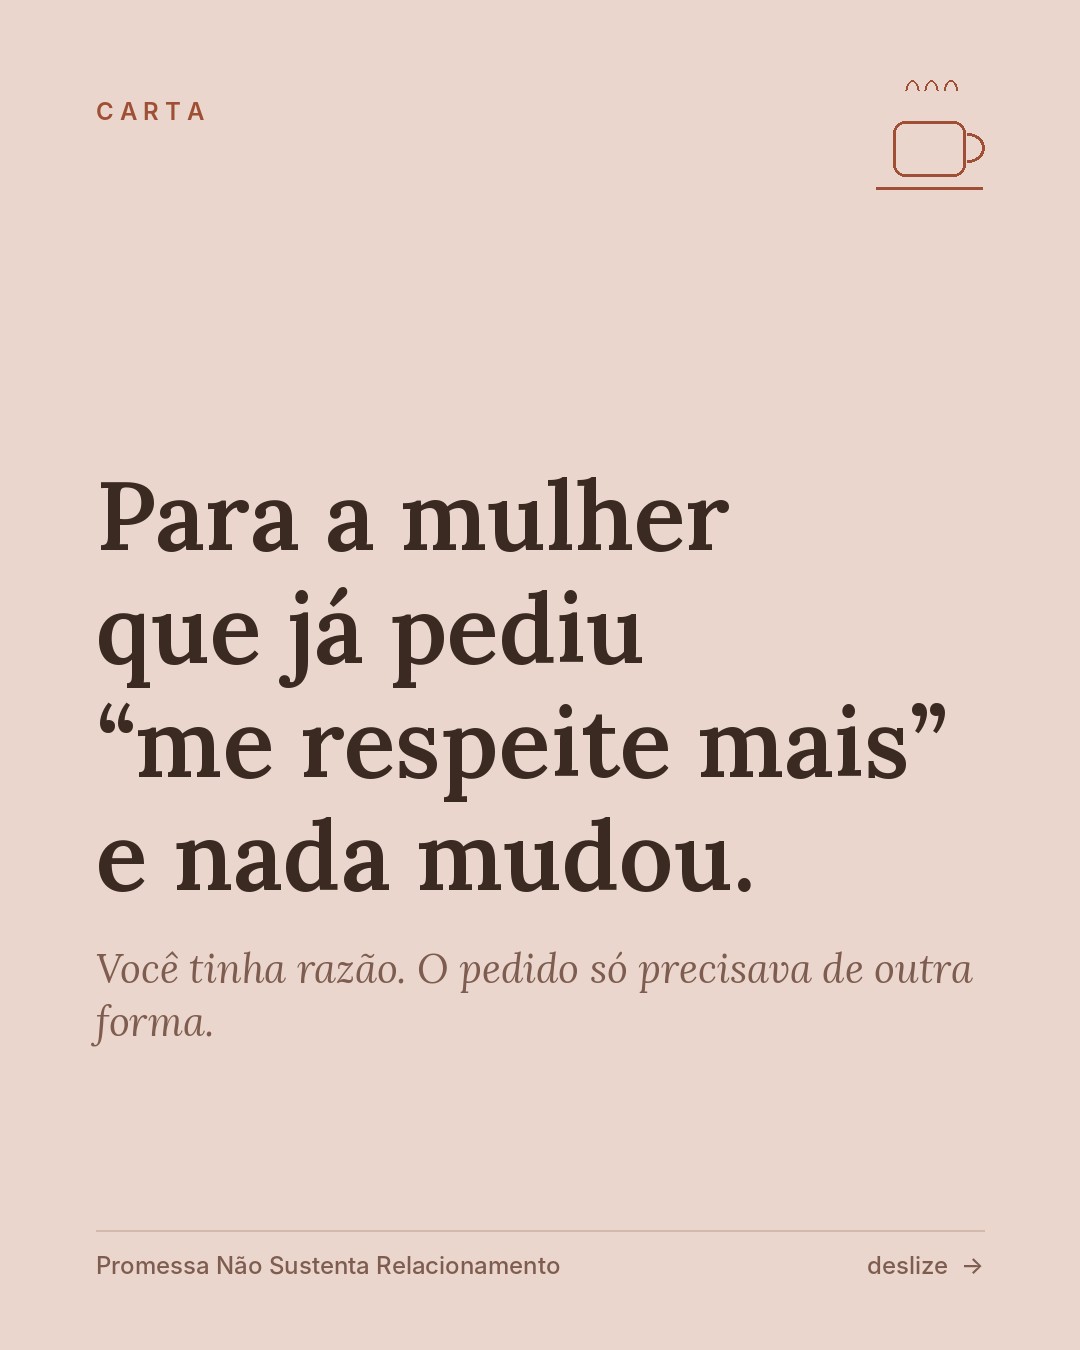 CARTA
Para a mulher
que já pediu
“me respeite mais”
e nada mudou.
Você tinha razão. O pedido só precisava de outra
forma.
Promessa Não Sustenta Relacionamento
deslize →